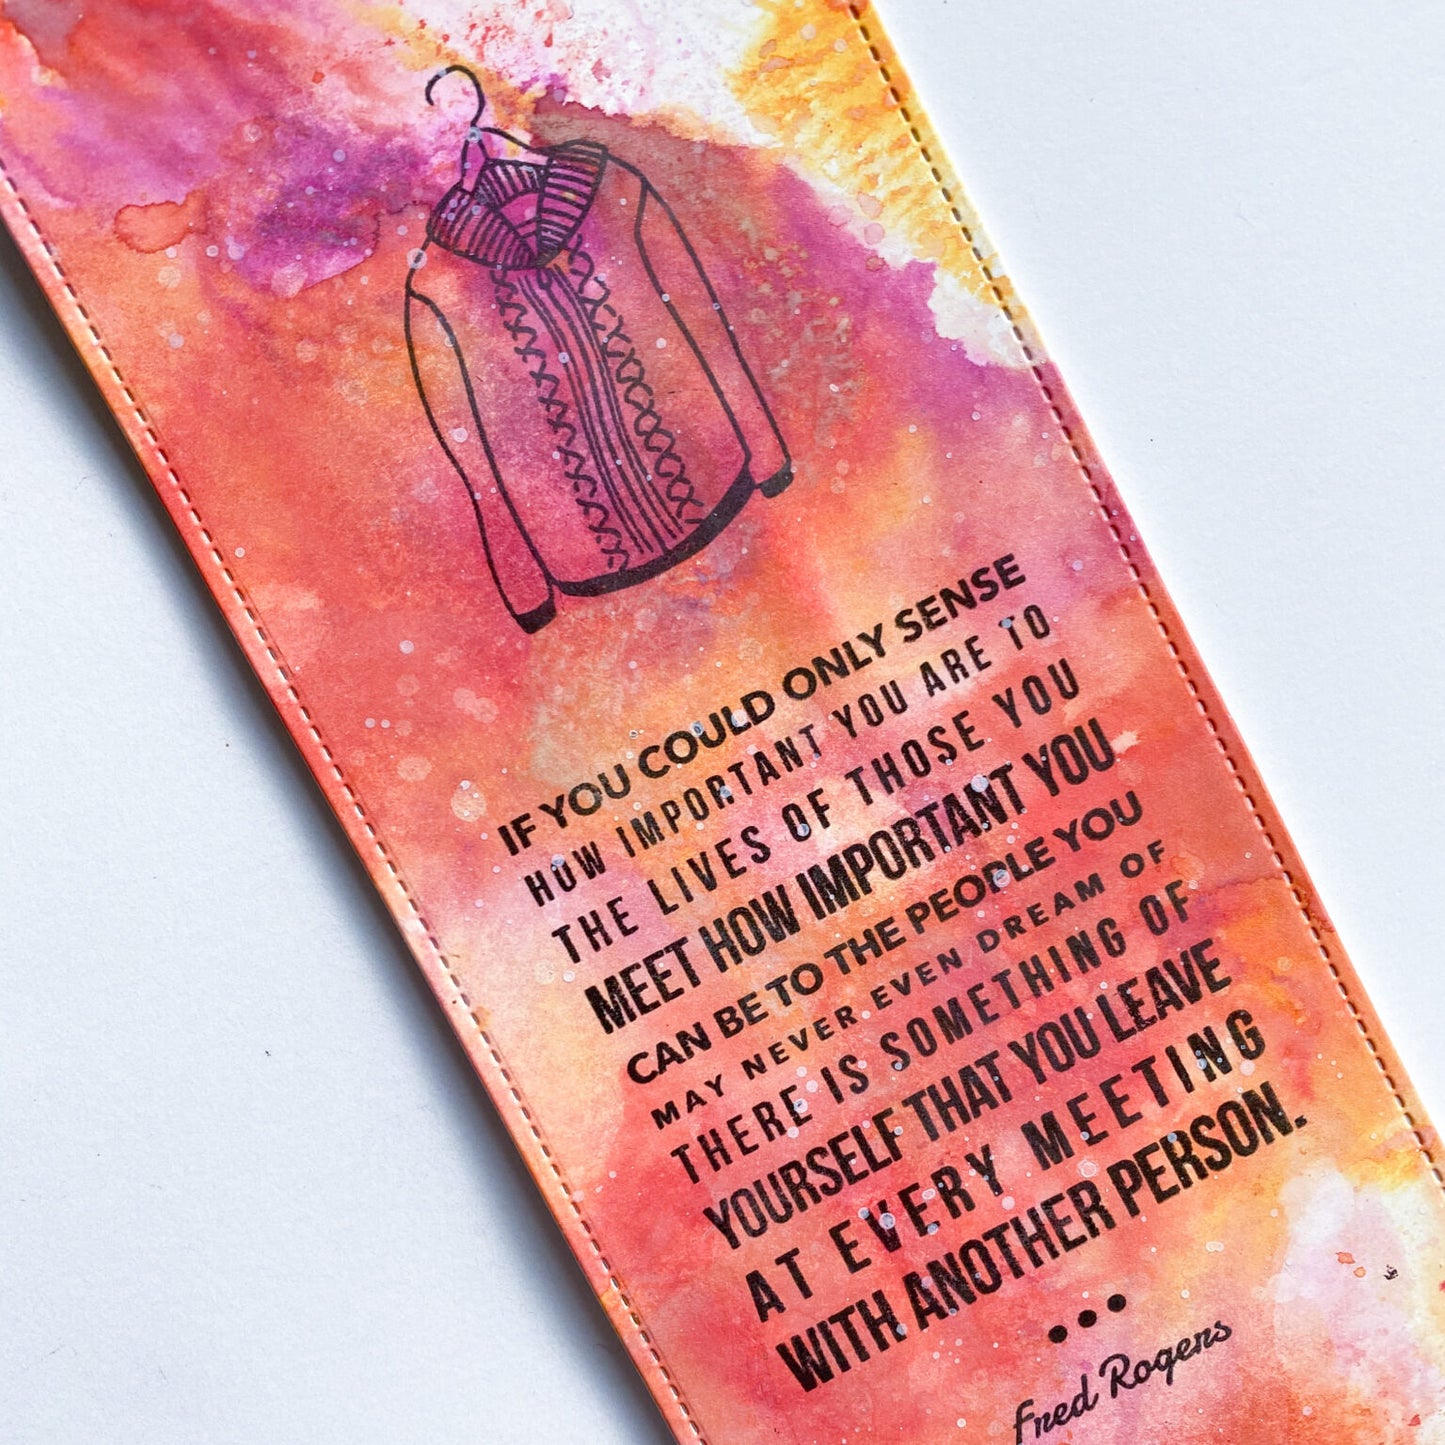 IF YOU COULD ONLY SENSE
HOW IMPORTANT YOU ARE TO
THE LIVES OF THOSE YOU
MEET HOW IMPORTANT YOU
CAN BE TO THE PEOPLE YOU
MAY NEVER EVEN DREAM OF
THERE IS SOMETHING OF
YOURSELF THAT YOU LEAVE
AT EVERY MEETING
WITH ANOTHER PERSON.
•••
Fred Rogers